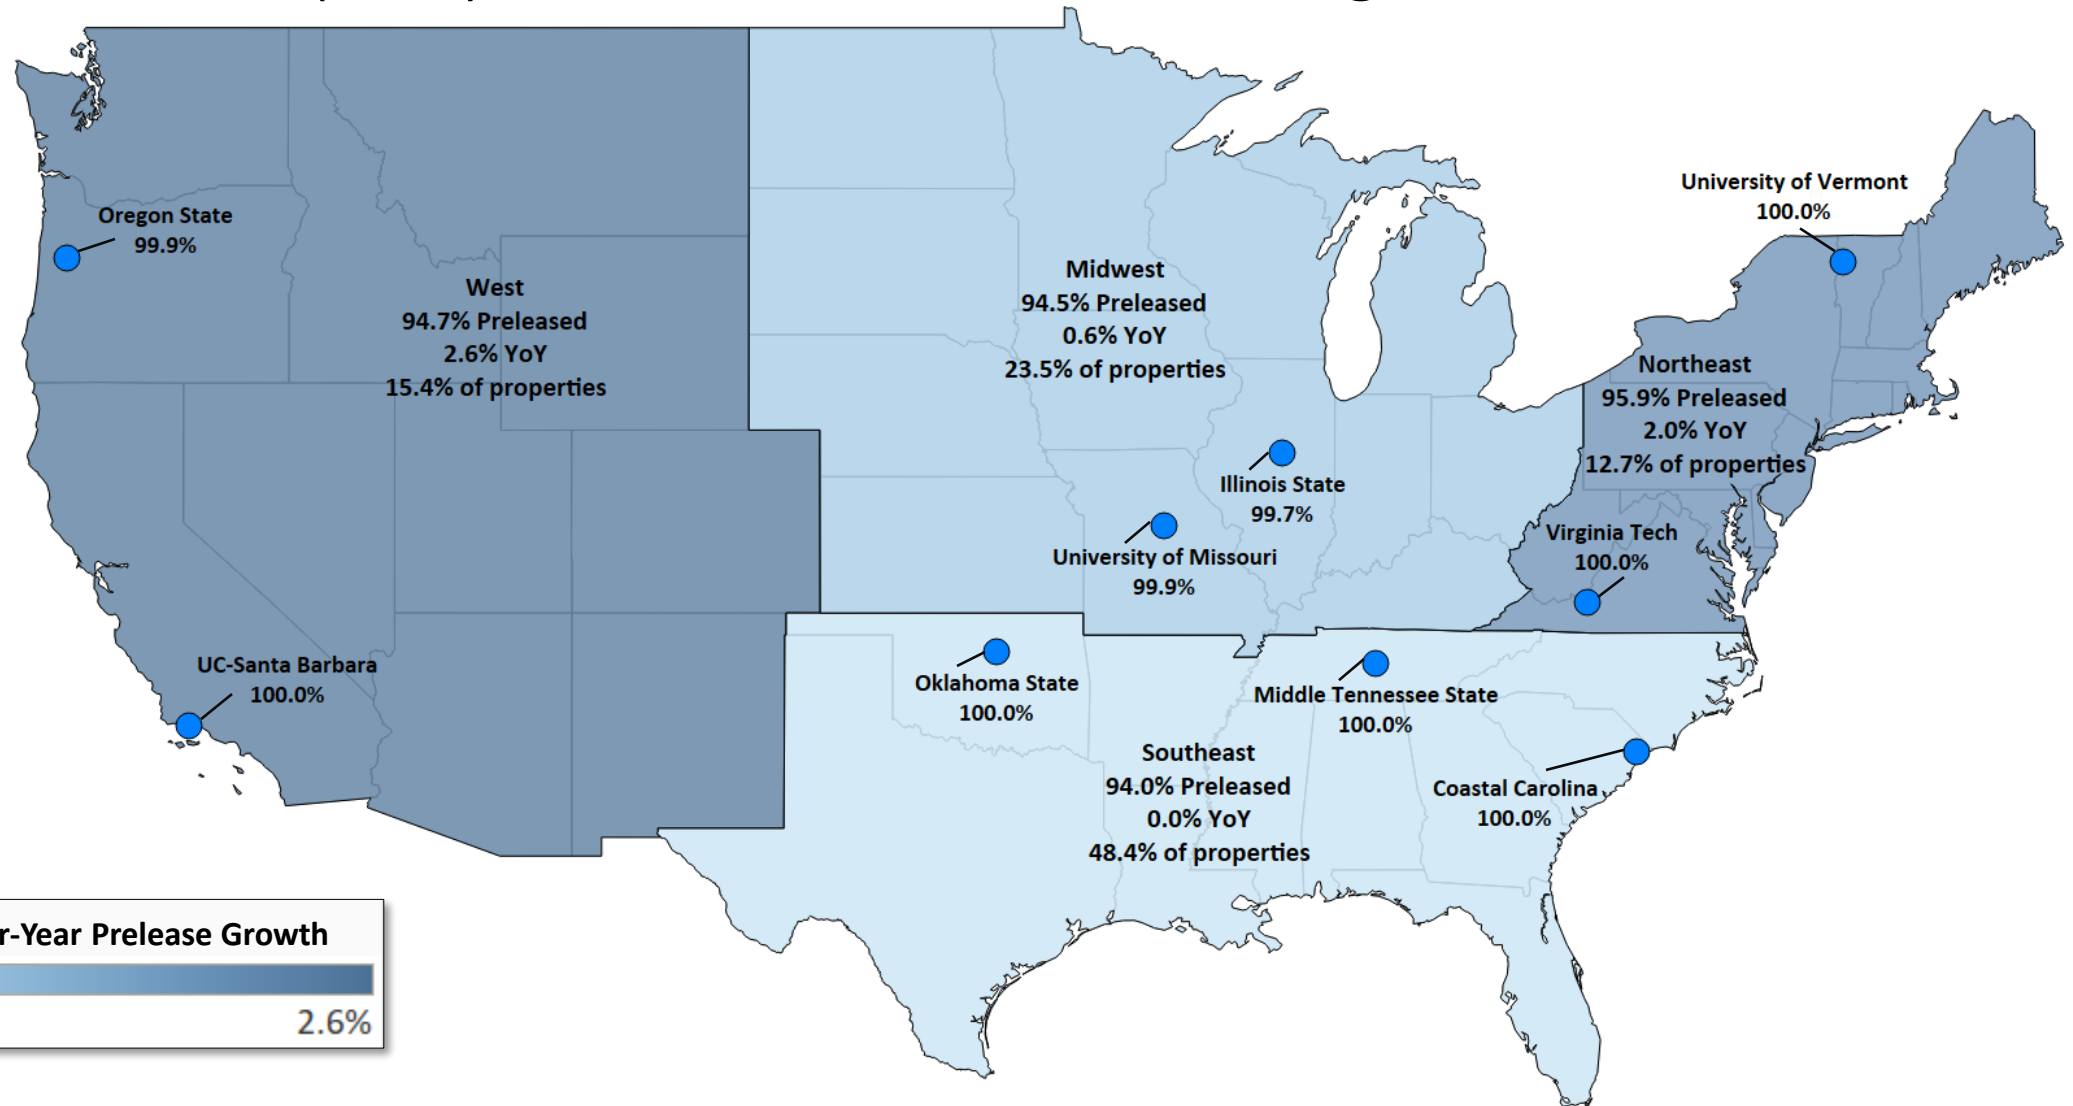 University of Vermont
100.0%
Oregon State
99.9%
West
94.7% Preleased
2.6% YoY
15.4% of properties
Midwest
94.5% Preleased
0.6% YoY
23.5% of properties
Northeast
95.9% Preleased
2.0% YoY
12.7% of properties
Illinois State
99.7%
University of Missouri
99.9%
Virginia Tech
100.0%
UC-Santa Barbara
100.0%
Oklahoma State
100.0%
Middle Tennessee State
100.0%
Southeast
94.0% Preleased
0.0% YoY
48.4% of properties
Coastal Carolina
100.0%
r-Year Prelease Growth
2.6%